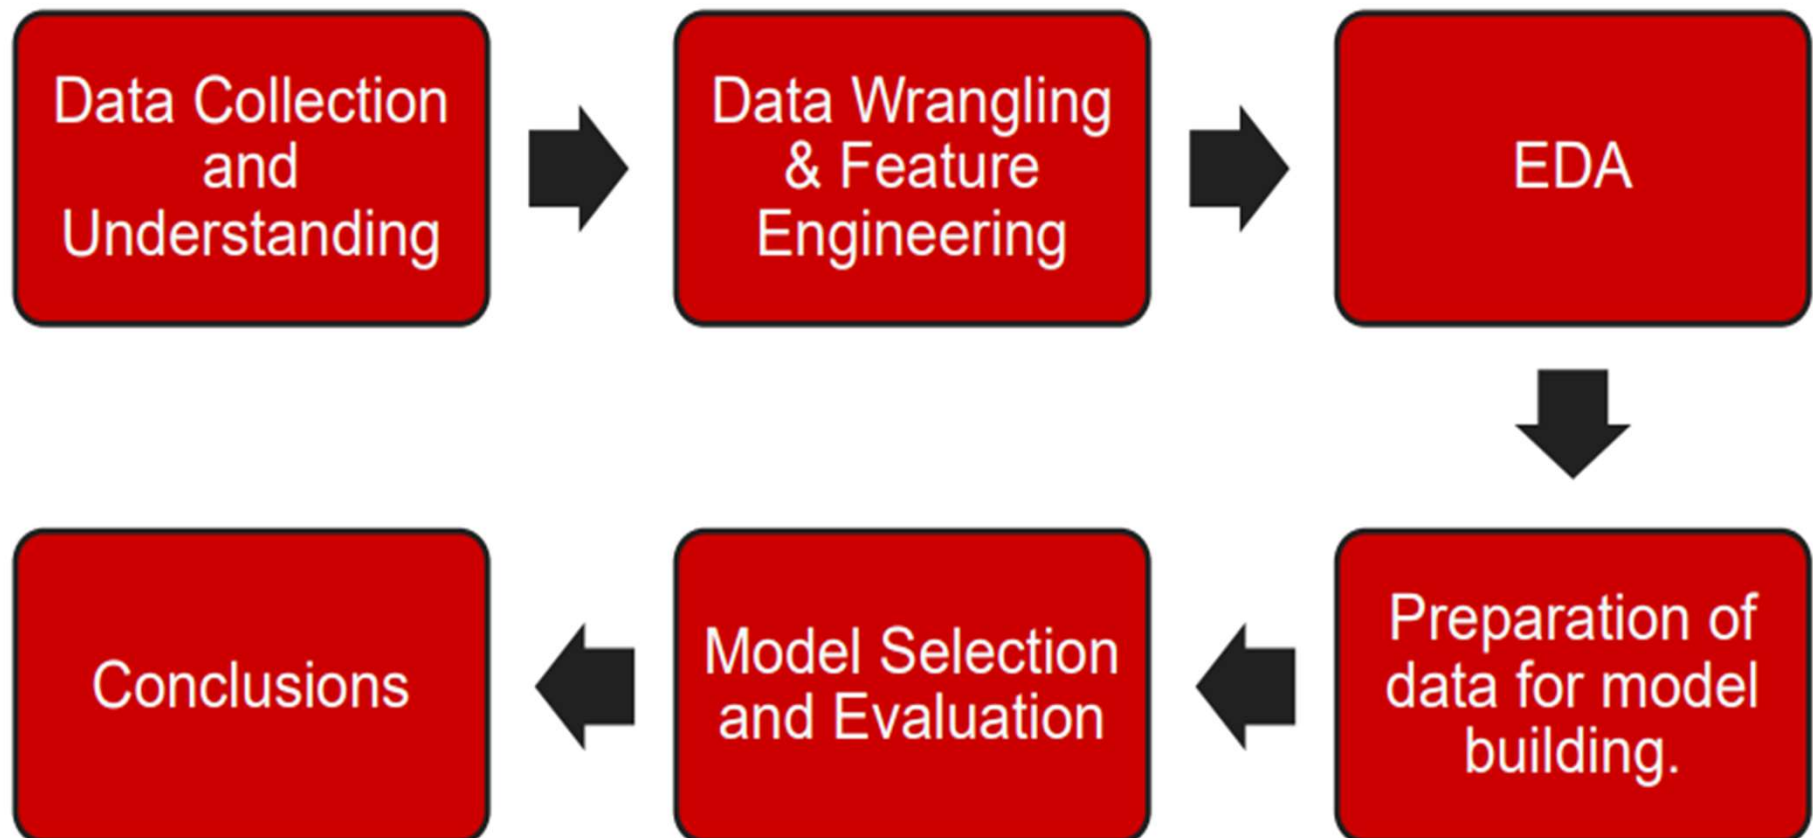 Data Collection
and
Understanding
Data Wrangling
& Feature
Engineering
EDA
Preparation of
data for model
building.
Model Selection
and Evaluation
Conclusions